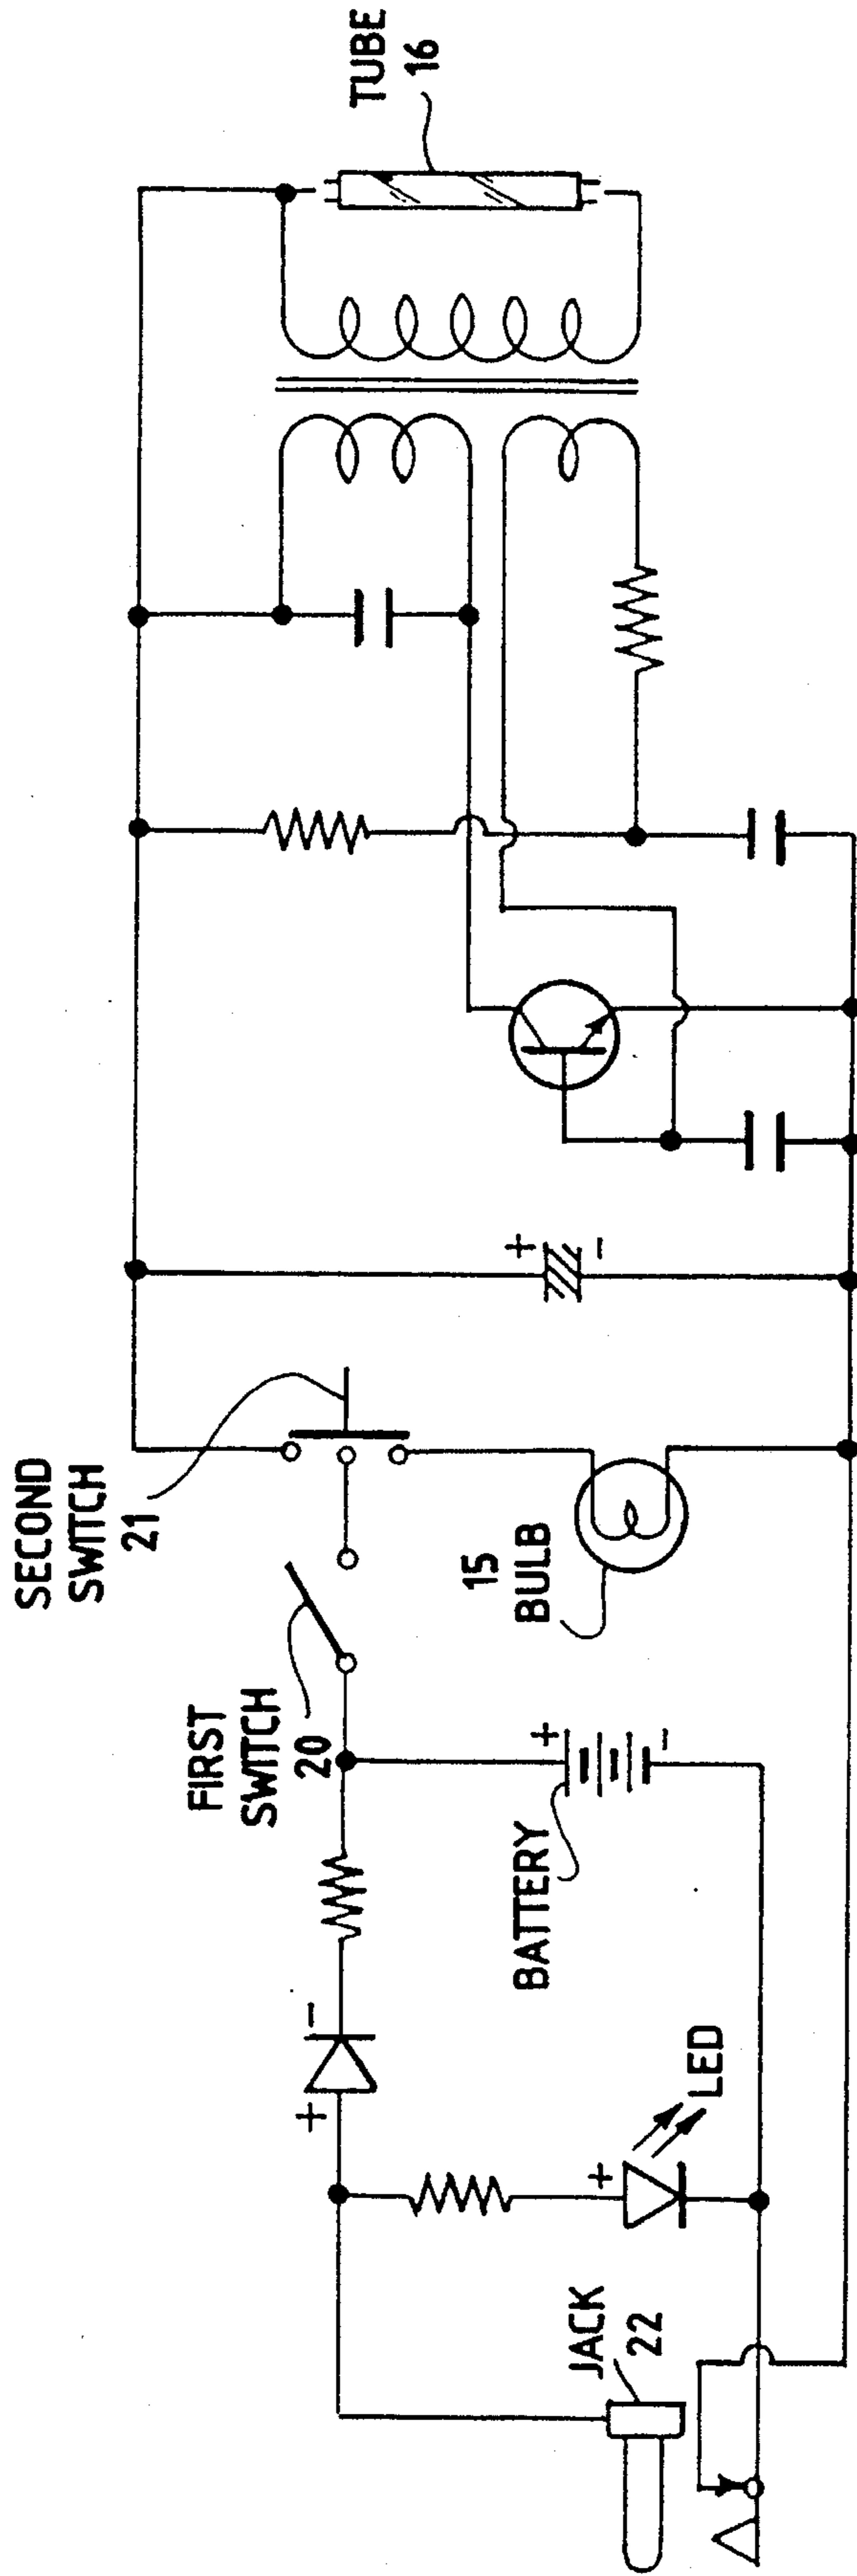 SECOND
SWITCH
21
TUBE
16
FIRST
SWITCH
20
15
BULB
+
-
+
-
+
-
BATTERY
+
LED
JACK
22